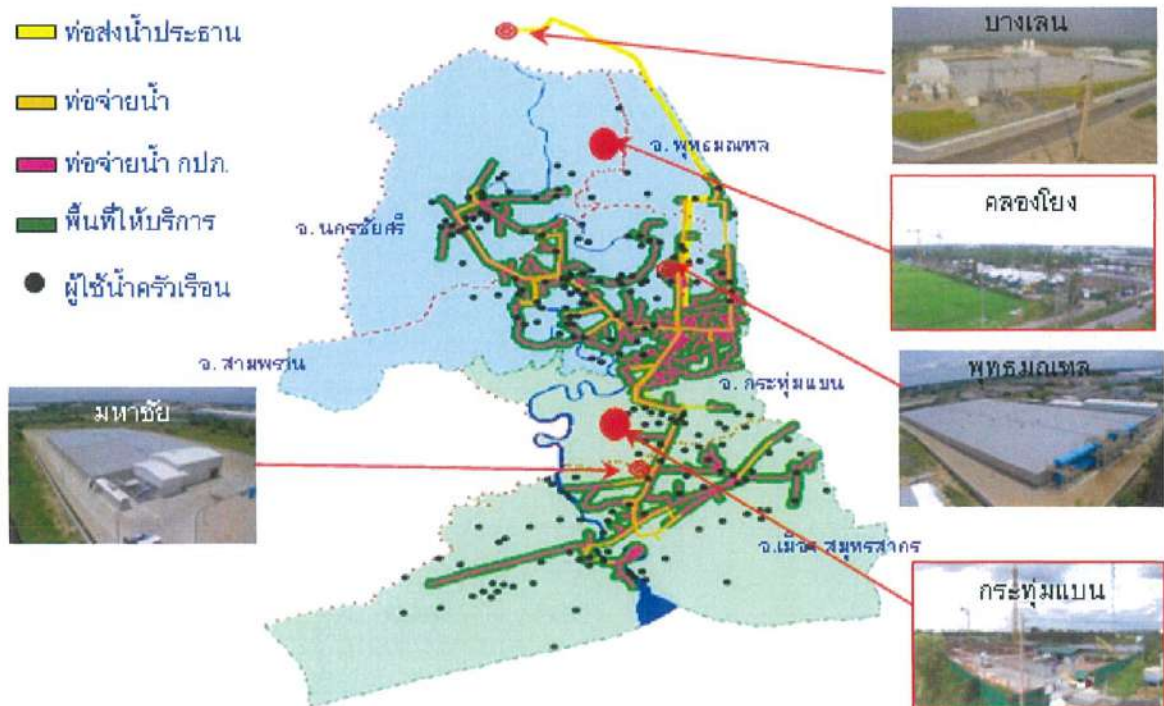 ท่อส่งน้ำประธาน
ท่อจ่ายน้ำ
ท่อจ่ายน้ำ กปภ.
พื้นที่ให้บริการ
ผู้ใช้น้ำครัวเรือน
บางเลน
อ. พุทธมณฑล
คลองโยง
อ. นครชัยศรี
อ. สามพราน
อ. กระทุ่มแบน
พุทธมณฑล
มหาชัย
อ.เมือง สมุทรสาคร
กระทุ่มแบน